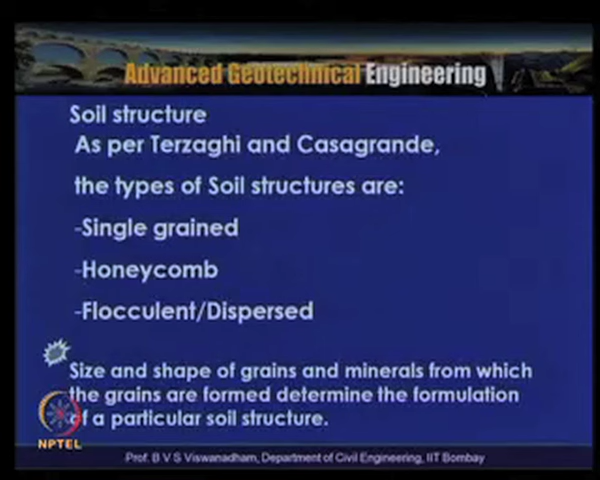 Advanced Geotechnical Engineering
Soil structure
As per Terzaghi and Casagrande,
the types of Soil structures are:
-Single grained
-Honeycomb
-Flocculent/Dispersed
Size and shape of grains and minerals from which
the grains are formed determine the formulation
of a particular soil structure.
NPTEL
Prof. B V S Viswanadham, Department of Civil Engineering, IIT Bombay